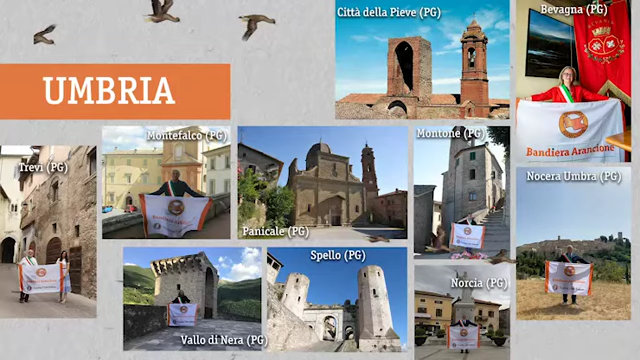 Città della Pieve (PG)
Bevagna (PG)
UMBRIA
Bandiera Arancione
Trevi (PG)
Montefalco (PG)
Montone (PG)
Nocera Umbra (PG)
Panicale (PG)
Spello (PG)
Norcia (PG)
Vallo di Nera (PG)